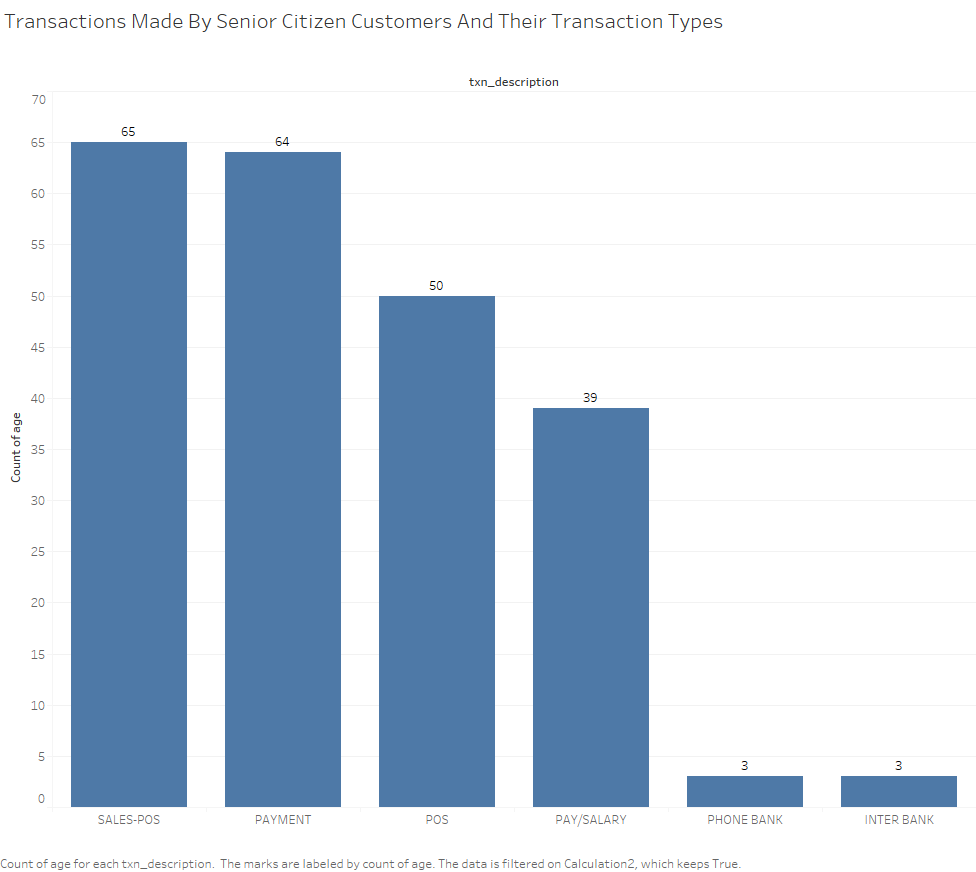 Transactions Made By Senior Citizen Customers And Their Transaction Types
txn_description
70
65
60
55
50
45
40
35
30
25
20
15
10
5
0
Count of age
65
64
50
39
3
3
SALES-POS
PAYMENT
POS
PAY/SALARY
PHONE BANK
INTER BANK
Count of age for each txn_description.  The marks are labeled by count of age. The data is filtered on Calculation2, which keeps True.